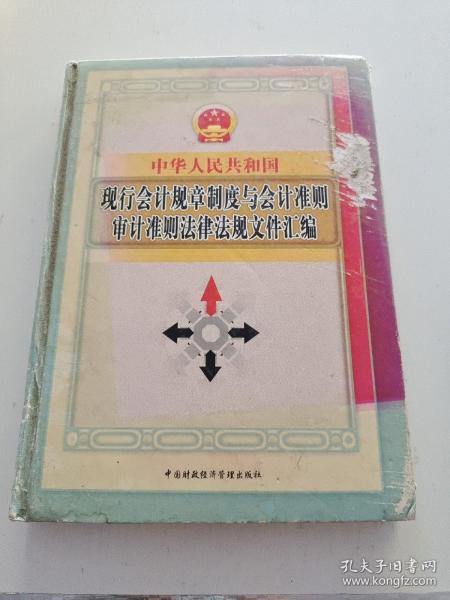 中华人民共和国
现行会计规章制度与会计准则
审计准则法律法规文件汇编
中国财政经济管理出版社
孔夫子旧书网
www.kongfz.com